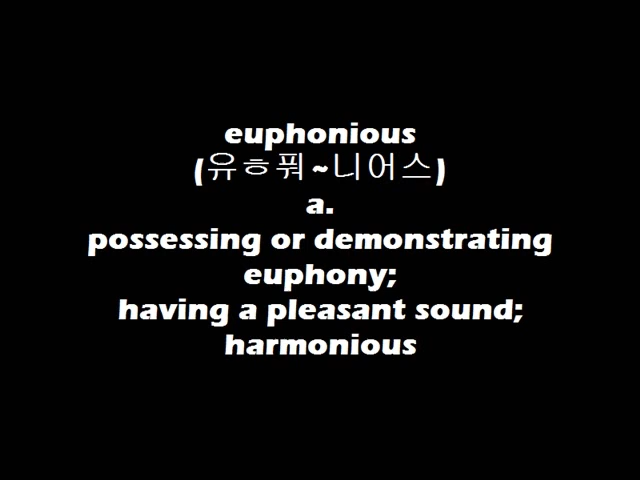 euphonious
(유ㅎ풔~니어스)
a.
possessing or demonstrating
euphony;
having a pleasant sound;
harmonious